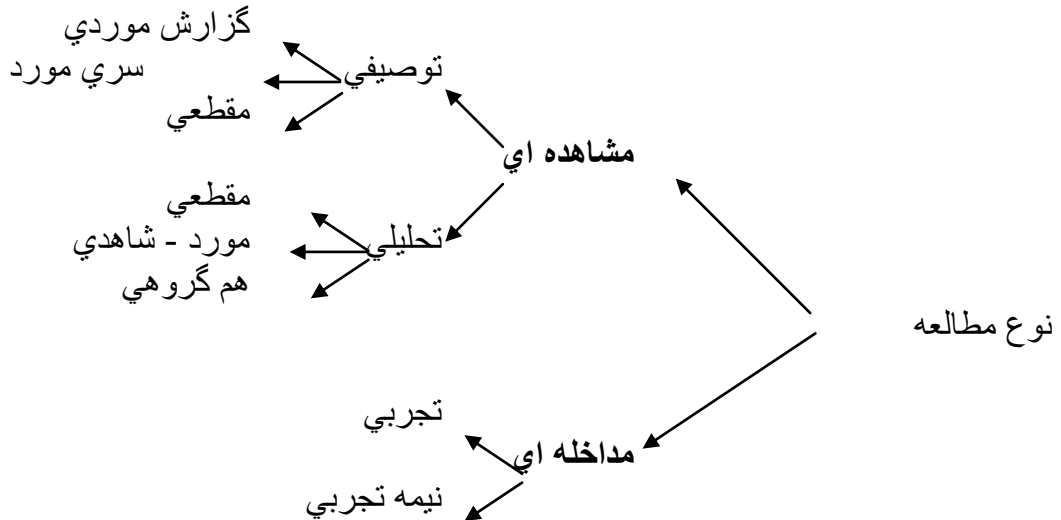 گزارش موردي
سري مورد
توصيفي
مقطعي
مشاهده اي
مقطعي
مورد - شاهدي
تحليلي
هم گروهي
نوع مطالعه
تجربي
مداخله اي
نيمه تجربي